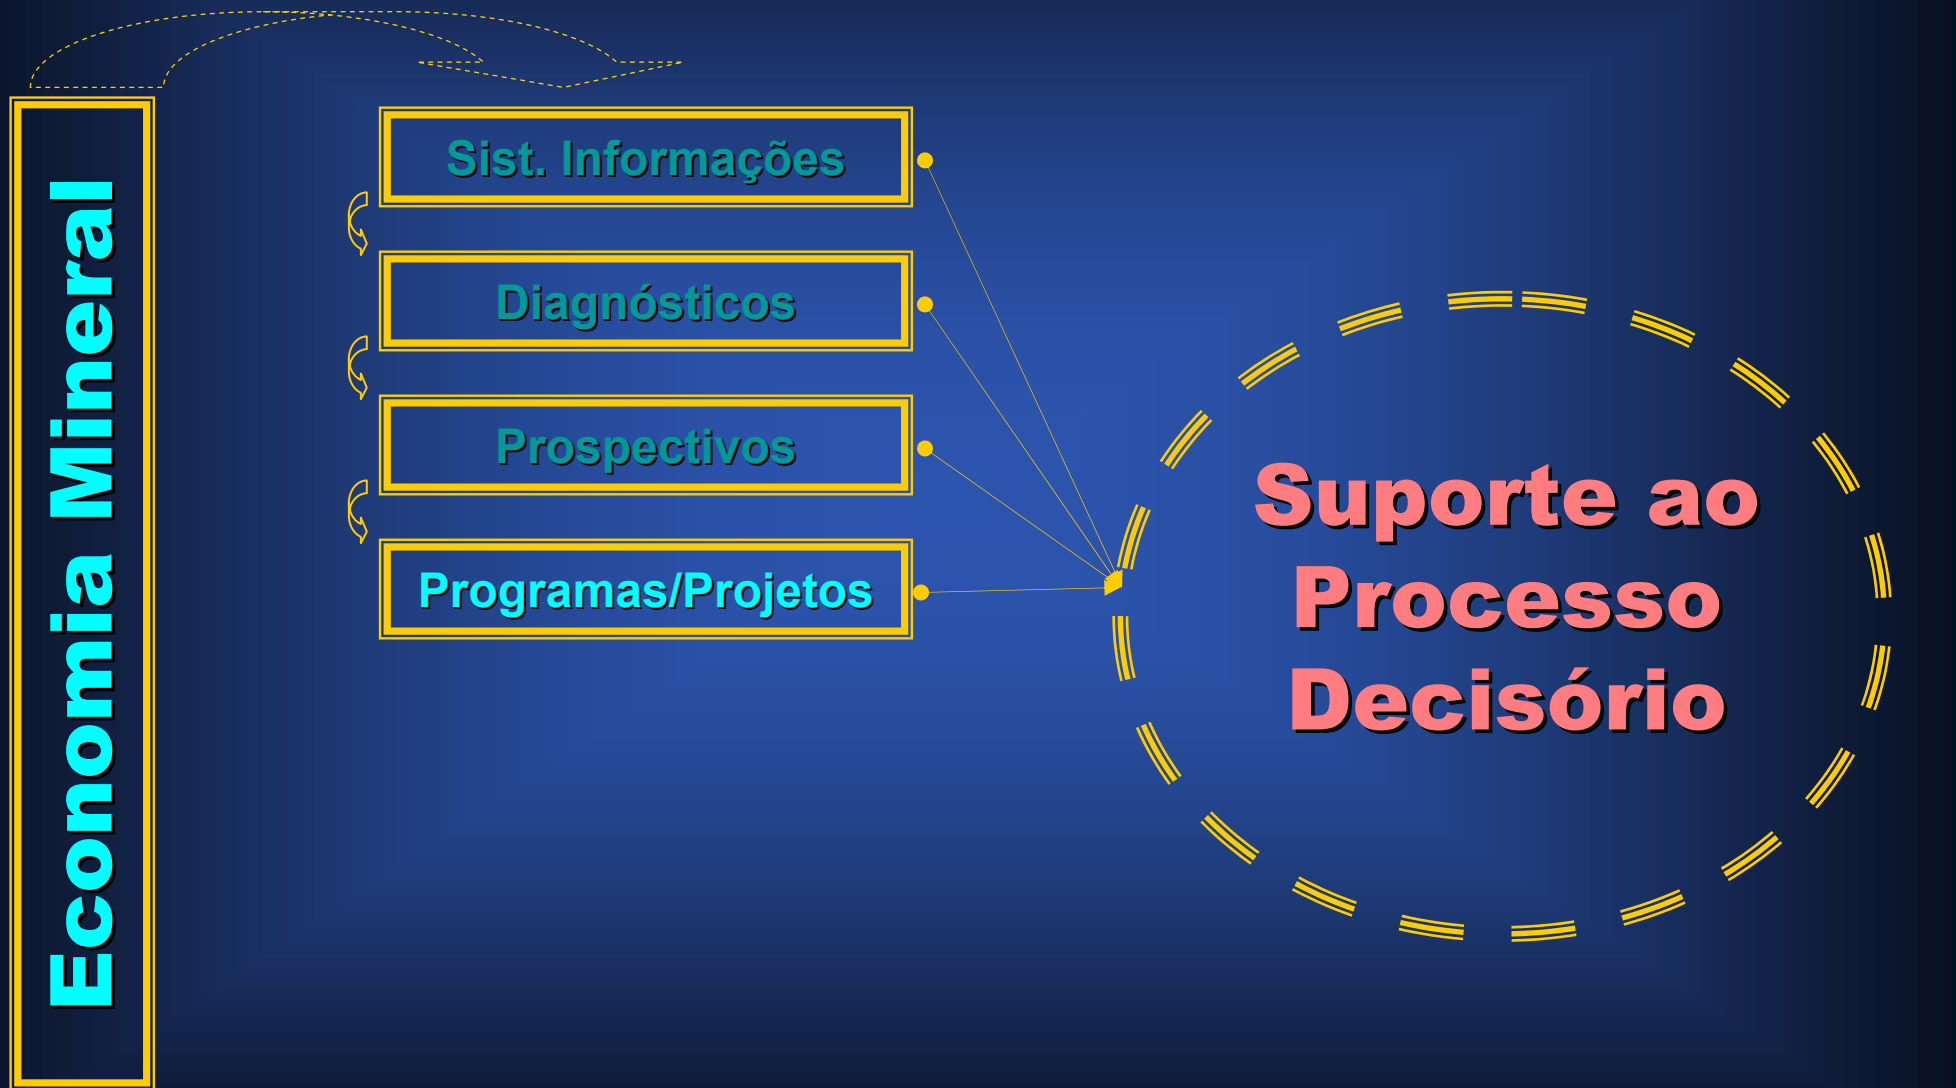 Economia Mineral
Sist. Informações
Diagnósticos
Prospectivos
Programas/Projetos
Suporte ao
Processo
Decisório